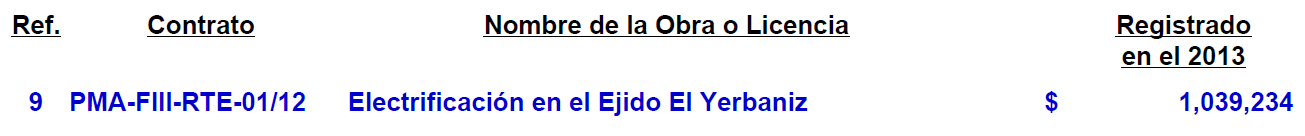 Ref. Contrato Nombre de la Obra o Licencia Registrado
en el 2013
9 PMA-FIII-RTE-01/12 Electrificación en el Ejido El Yerbaniz $ 1,039,234